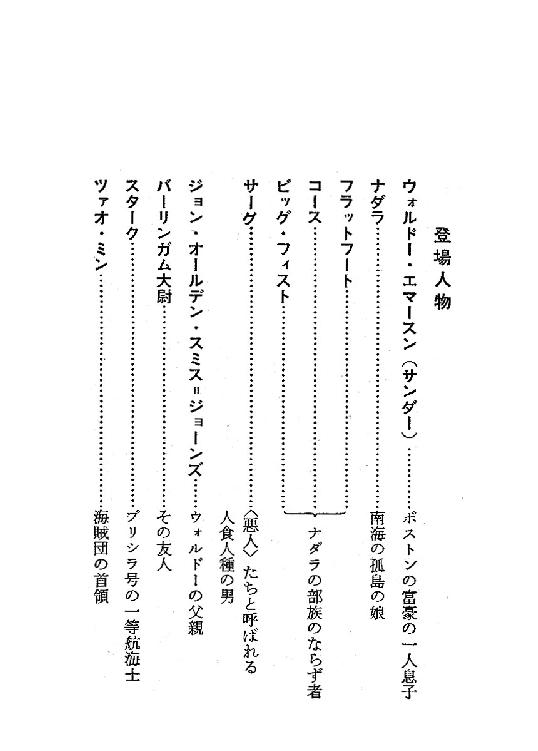 登場人物
ウォルドー・エマースン（サンダー）………ボストンの富豪の一人息子
ナダラ………南海の孤島の娘
フラットフート………
コース………ナダラの部族のならず者
ビッグ・フィスト………
サーグ………〈悪人〉たちと呼ばれる
人食人種の男
ジョン・オールデン・スミス＝ジョーンズ……ウォルドーの父親
バーリンガム大尉………その友人
スターク………プリシラ号の一等航海士
ツァオ・ミン………海賊団の首領